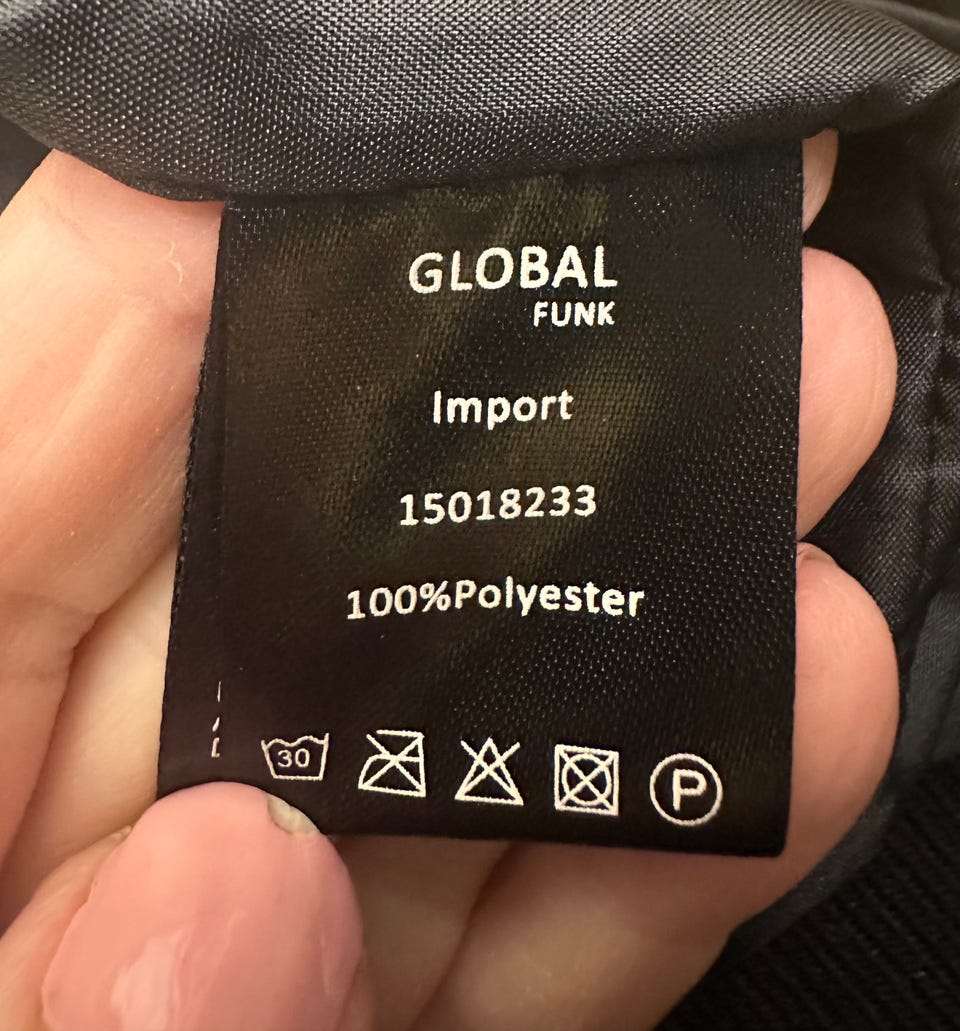 GLOBAL
FUNK
Import
15018233
100%Polyester
30 P